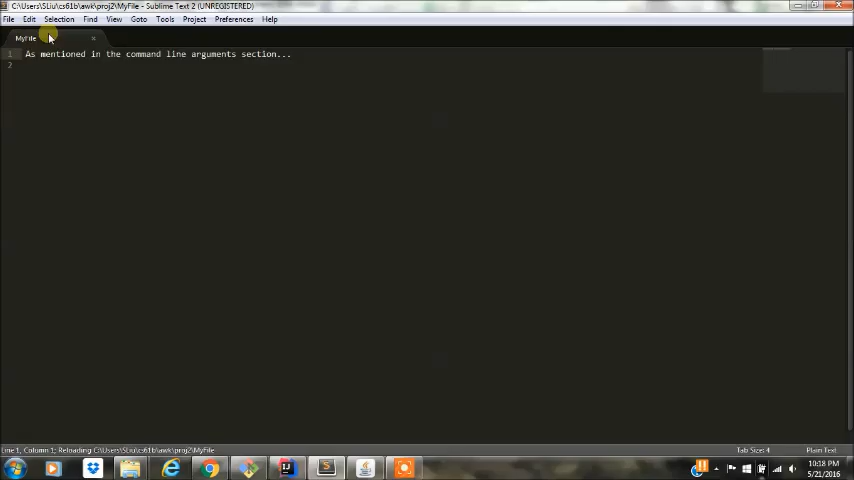 C:\Users\SLiu\cs61b\awk\proj2\MyFile - Sublime Text 2 (UNREGISTERED)
File Edit Selection Find View Goto Tools Project Preferences Help
MyFile
1 As mentioned in the command line arguments section...
2
Line 1, Column 1; Reloading C:\Users\SLiu\cs61b\awk\proj2\MyFile Tab Size: 4 Plain Text
10:18 PM
5/21/2016